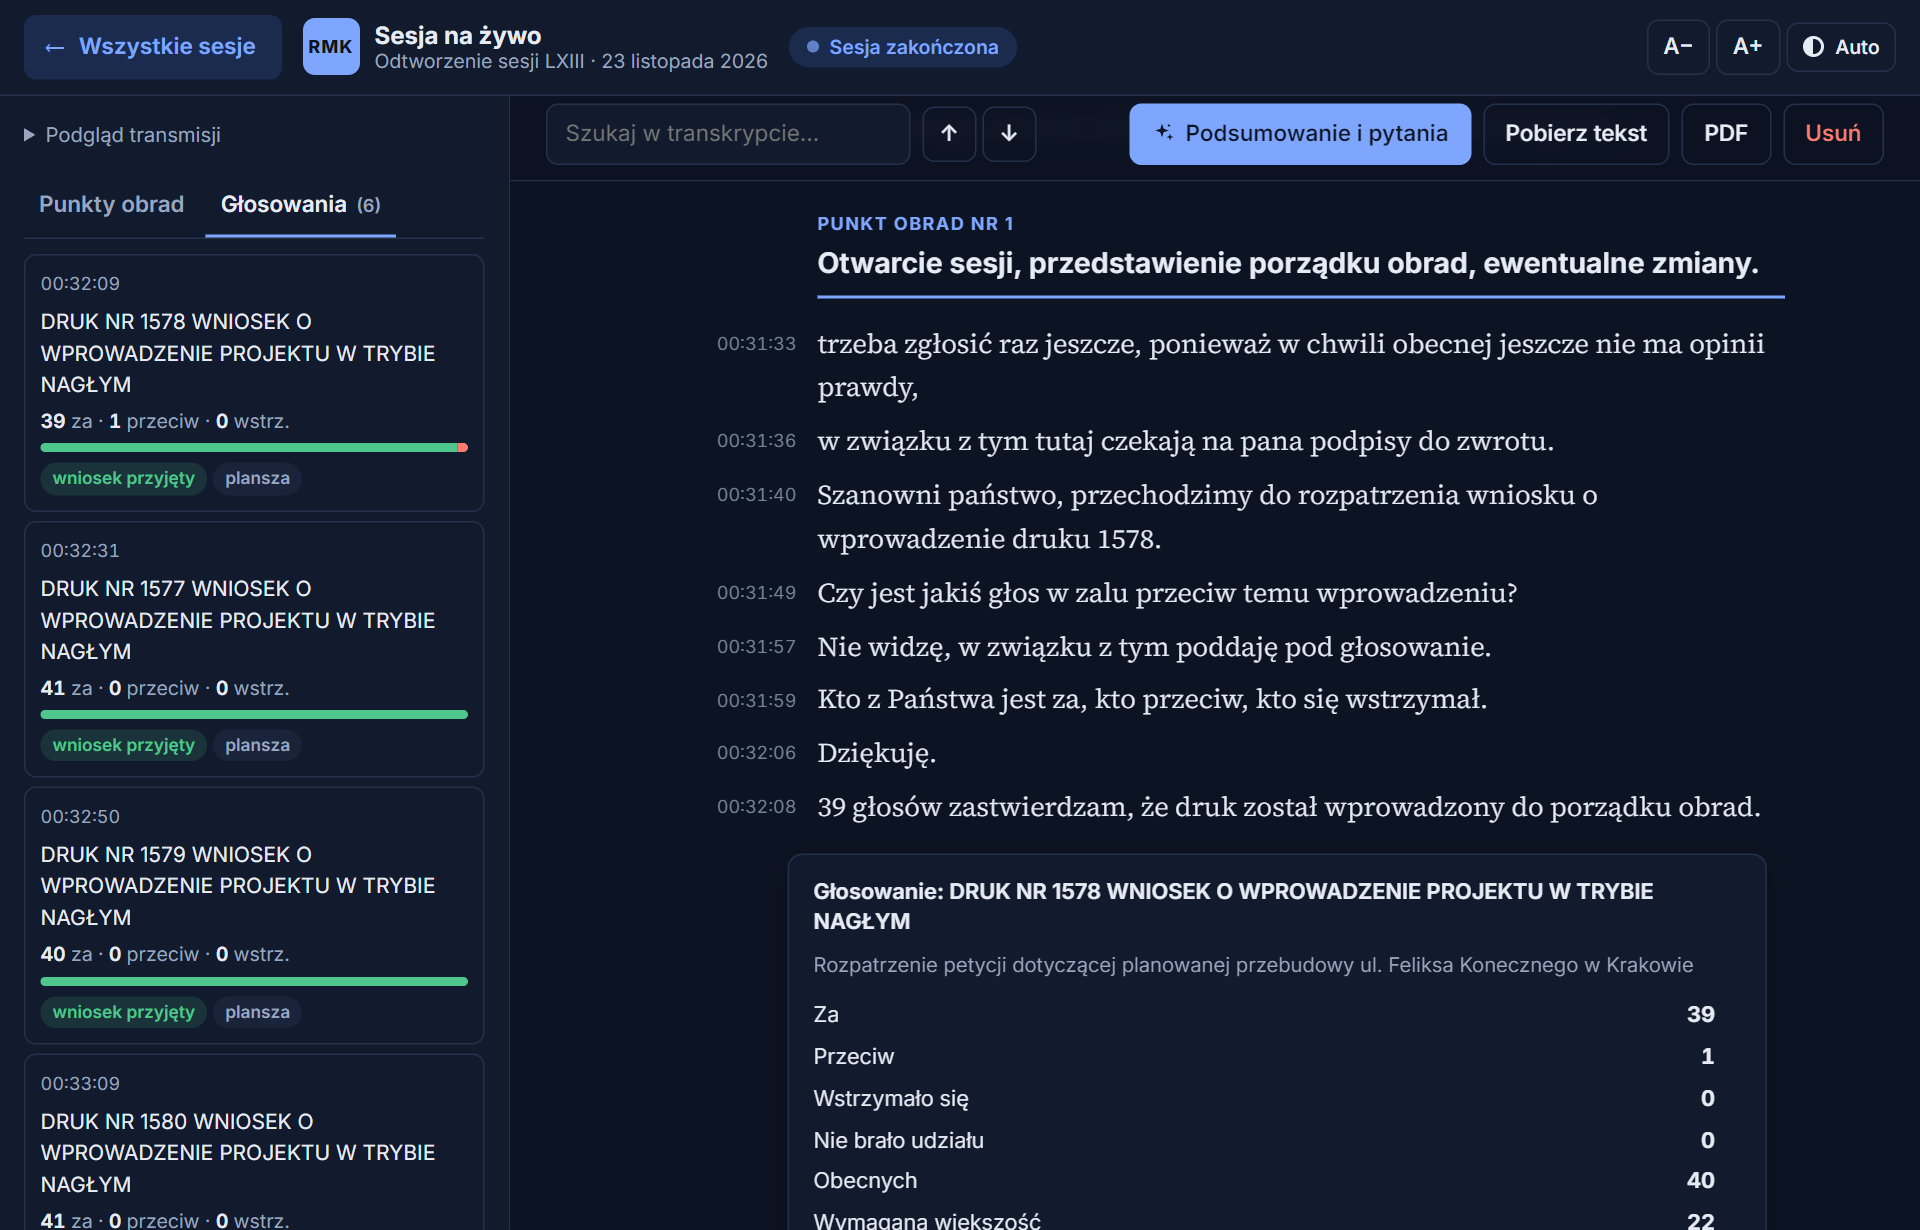 ← Wszystkie sesje
RMK
Sesja na żywo
Odtworzenie sesji LXIII · 23 listopada 2026
Sesja zakończona
A−
A+
Auto
Podgląd transmisji
Punkty obrad
Głosowania (6)
00:32:09
DRUK NR 1578 WNIOSEK O
WPROWADZENIE PROJEKTU W TRYBIE
NAGŁYM
39 za · 1 przeciw · 0 wstrz.
wniosek przyjęty
plansza
00:32:31
DRUK NR 1577 WNIOSEK O
WPROWADZENIE PROJEKTU W TRYBIE
NAGŁYM
41 za · 0 przeciw · 0 wstrz.
wniosek przyjęty
plansza
00:32:50
DRUK NR 1579 WNIOSEK O
WPROWADZENIE PROJEKTU W TRYBIE
NAGŁYM
40 za · 0 przeciw · 0 wstrz.
wniosek przyjęty
plansza
00:33:09
DRUK NR 1580 WNIOSEK O
WPROWADZENIE PROJEKTU W TRYBIE
NAGŁYM
41 za · 0 przeciw · 0 wstrz.
Szukaj w transkrypcie...
↑
↓
Podsumowanie i pytania
Pobierz tekst
PDF
Usuń
PUNKT OBRAD NR 1
Otwarcie sesji, przedstawienie porządku obrad, ewentualne zmiany.
00:31:33 trzeba zgłosić raz jeszcze, ponieważ w chwili obecnej jeszcze nie ma opinii
prawdy,
00:31:36 w związku z tym tutaj czekają na pana podpisy do zwrotu.
00:31:40 Szanowni państwo, przechodzimy do rozpatrzenia wniosku o
wprowadzenie druku 1578.
00:31:49 Czy jest jakiś głos w zalu przeciw temu wprowadzeniu?
00:31:57 Nie widzę, w związku z tym poddaję pod głosowanie.
00:31:59 Kto z Państwa jest za, kto przeciw, kto się wstrzymał.
00:32:06 Dziękuję.
00:32:08 39 głosów zastwierdzam, że druk został wprowadzony do porządku obrad.
Głosowanie: DRUK NR 1578 WNIOSEK O WPROWADZENIE PROJEKTU W TRYBIE
NAGŁYM
Rozpatrzenie petycji dotyczącej planowanej przebudowy ul. Feliksa Konecznego w Krakowie
Za 39
Przeciw 1
Wstrzymało się 0
Nie brało udziału 0
Obecnych 40
Wymagana większość 22